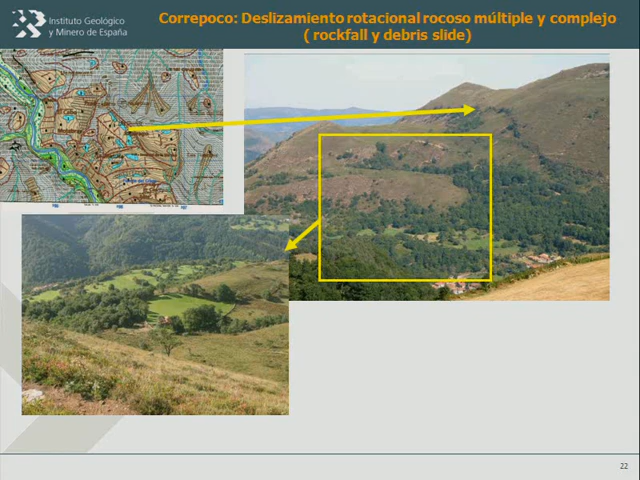 Instituto Geológico
y Minero de España
Correpoco: Deslizamiento rotacional rocoso múltiple y complejo
( rockfall y debris slide)
22